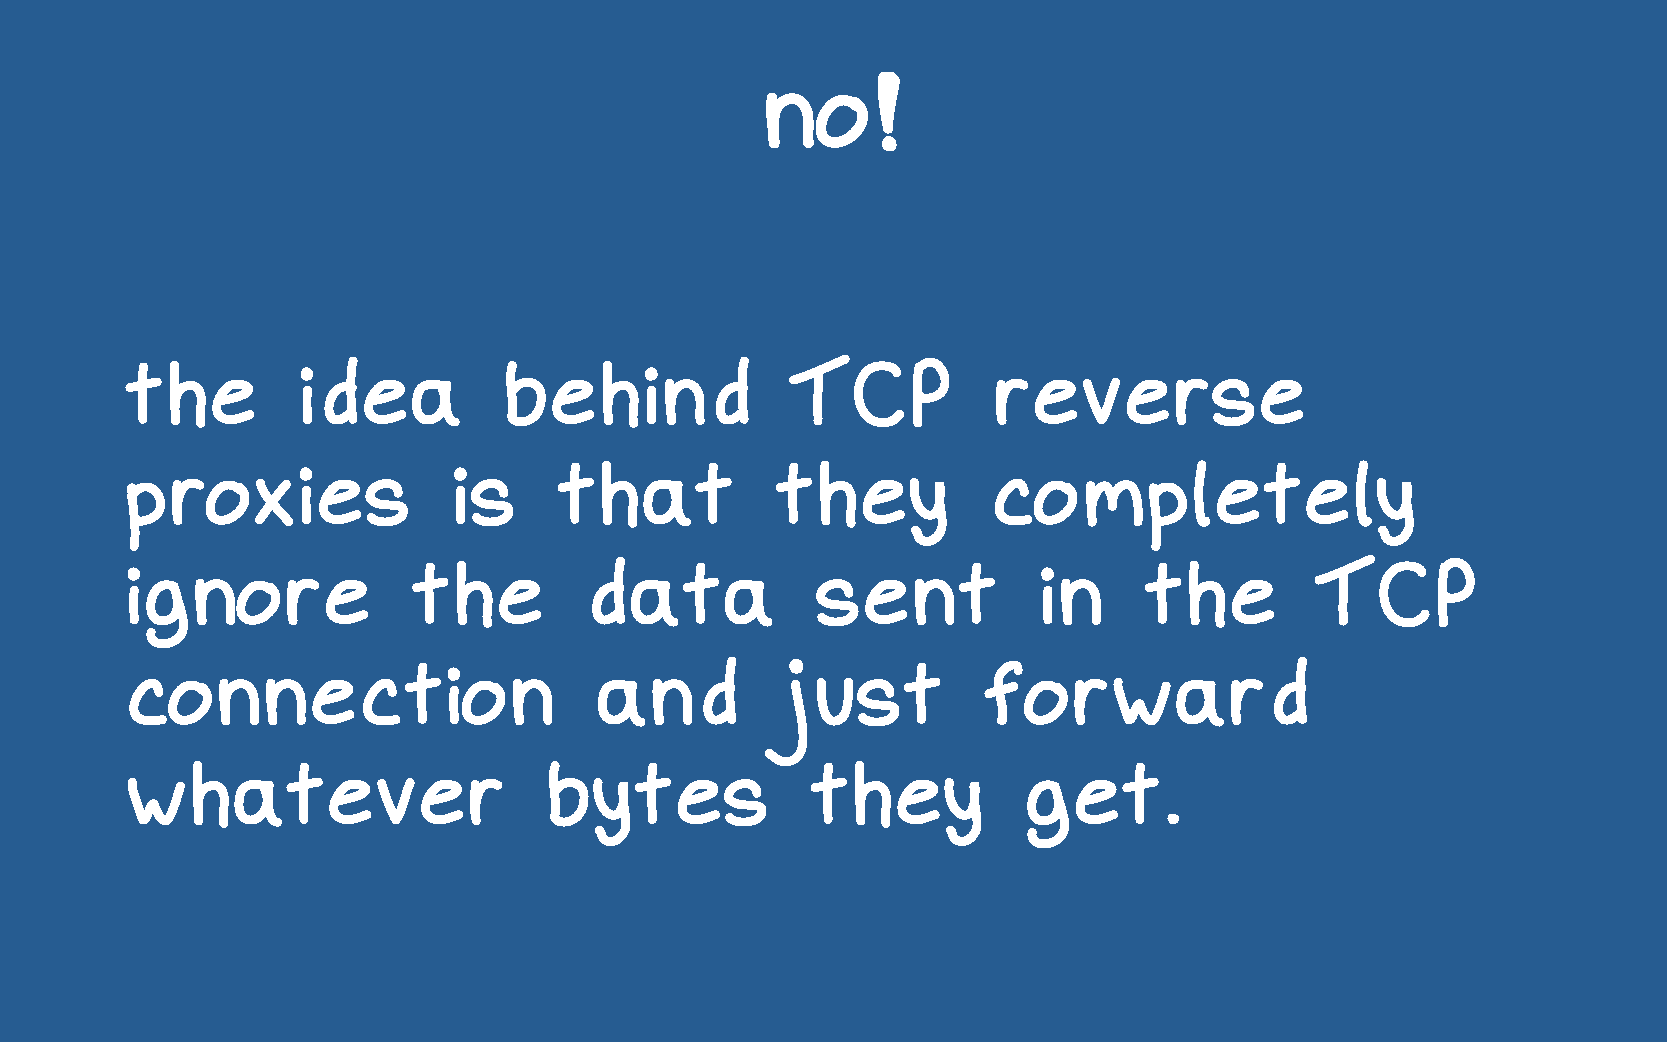 no!
the idea behind TCP reverse
proxies is that they completely
ignore the data sent in the TCP
connection and just forward
whatever bytes they get.